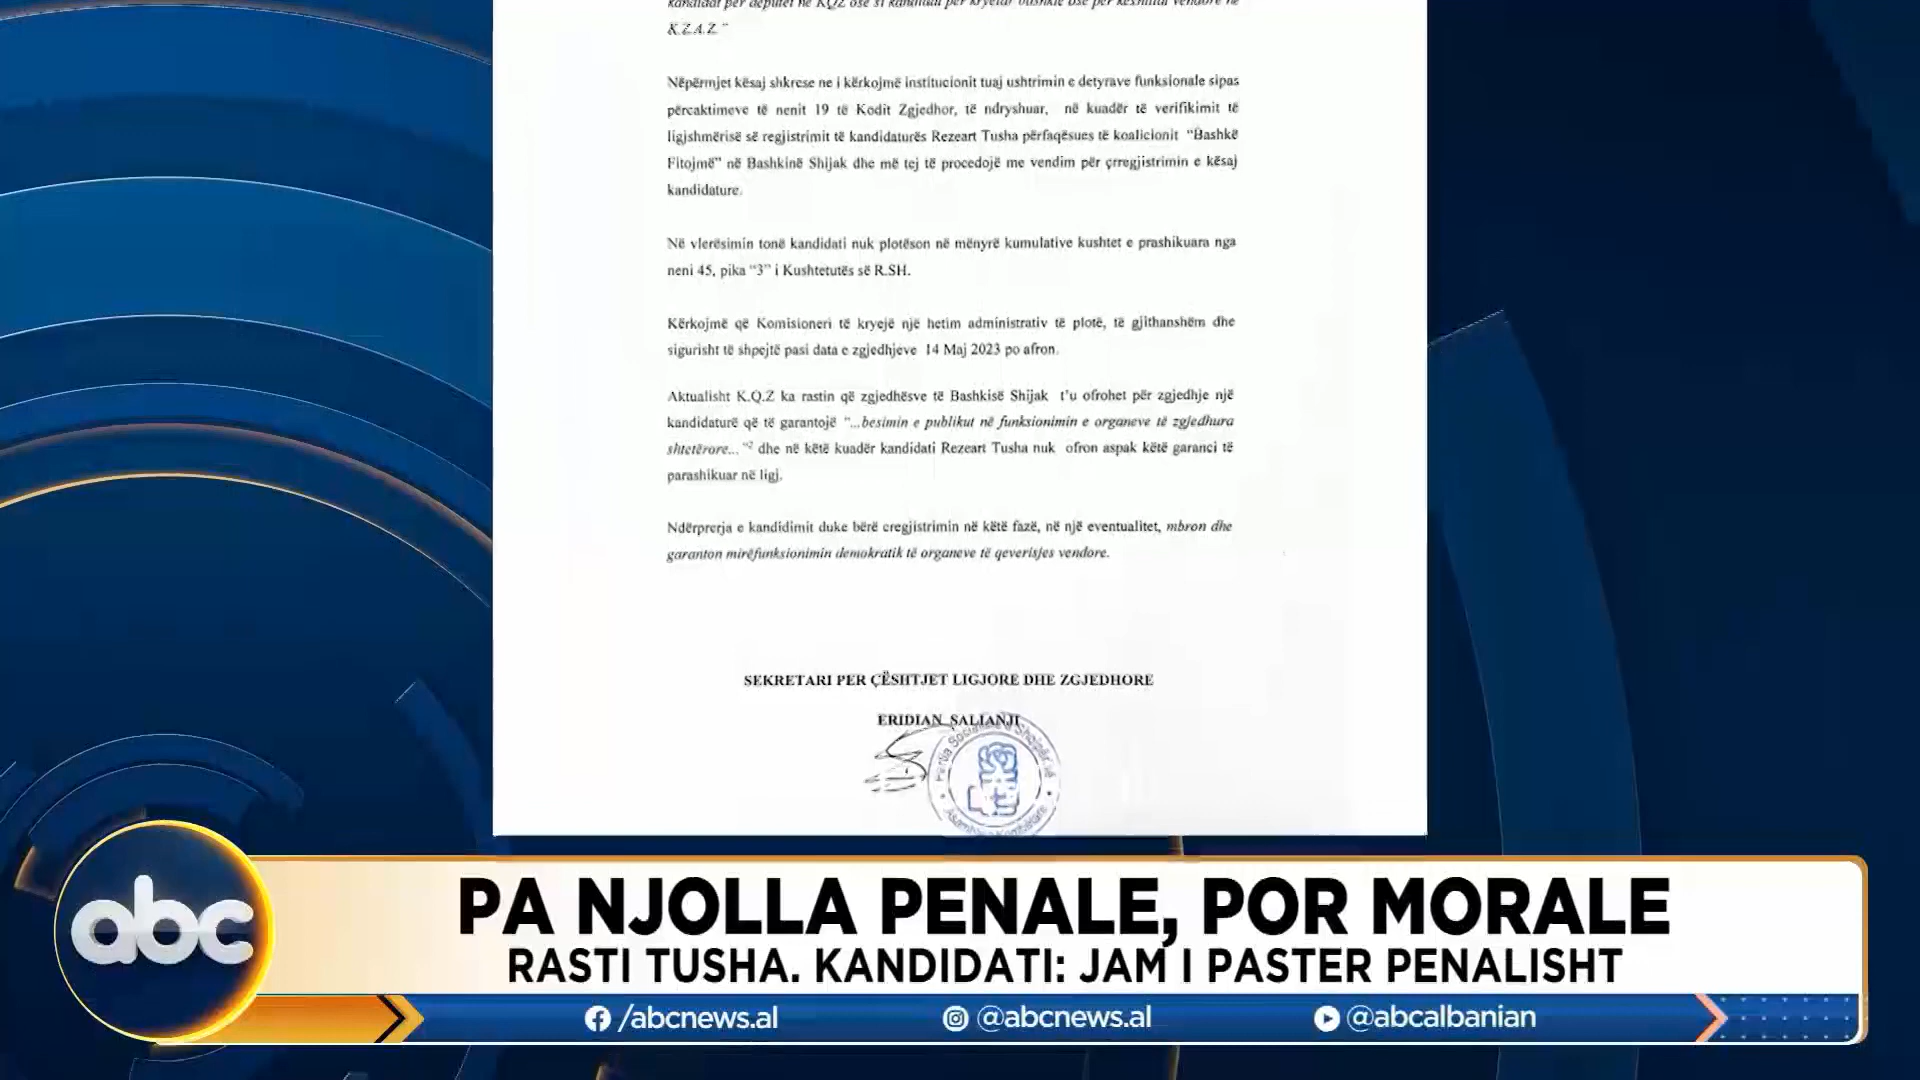 kandidat për deputet në KQZ ose si kandidat për kryetar bashkie ose për këshillat vendore në
K.Z.A.Z "
Nëpërmjet kësaj shkrese ne i kërkojmë institucionit tuaj ushtrimin e detyrave funksionale sipas
përcaktimeve të nenit 19 të Kodit Zgjedhor, të ndryshuar, në kuadër të verifikimit të
ligjshmërisë së regjistrimit të kandidaturës Rezeart Tusha përfaqësues të koalicionit "Bashkë
Fitojmë" në Bashkinë Shijak dhe më tej të procedojë me vendim për çrregjistrimin e kësaj
kandidature.
Në vlerësimin tonë kandidati nuk plotëson në mënyrë kumulative kushtet e prashikuara nga
neni 45, pika "3" i Kushtetutës së R.SH.
Kërkojmë që Komisioneri të kryejë një hetim administrativ të plotë, të gjithanshëm dhe
sigurisht të shpejtë pasi data e zgjedhjeve 14 Maj 2023 po afron.
Aktualisht K.Q.Z ka rastin që zgjedhësve të Bashkisë Shijak t'u ofrohet për zgjedhje një
kandidaturë që të garantojë "...besimin e publikut në funksionimin e organeve të zgjedhura
shtetërore..."2 dhe në këtë kuadër kandidati Rezeart Tusha nuk ofron aspak këtë garanci të
parashikuar në ligj.
Ndërprerja e kandidimit duke bërë çregjistrimin në këtë fazë, në një eventualitet, mbron dhe
garanton mirëfunksionimin demokratik të organeve të qeverisjes vendore.
SEKRETARI PER ÇËSHTJET LIGJORE DHE ZGJEDHORE
ERIDIAN SALIANJI
Partia Socialiste e Shqipërisë
Asambleja Kombëtare
abc
PA NJOLLA PENALE, POR MORALE
RASTI TUSHA. KANDIDATI: JAM I PASTER PENALISHT
/abcnews.al @abcnews.al @abcalbanian